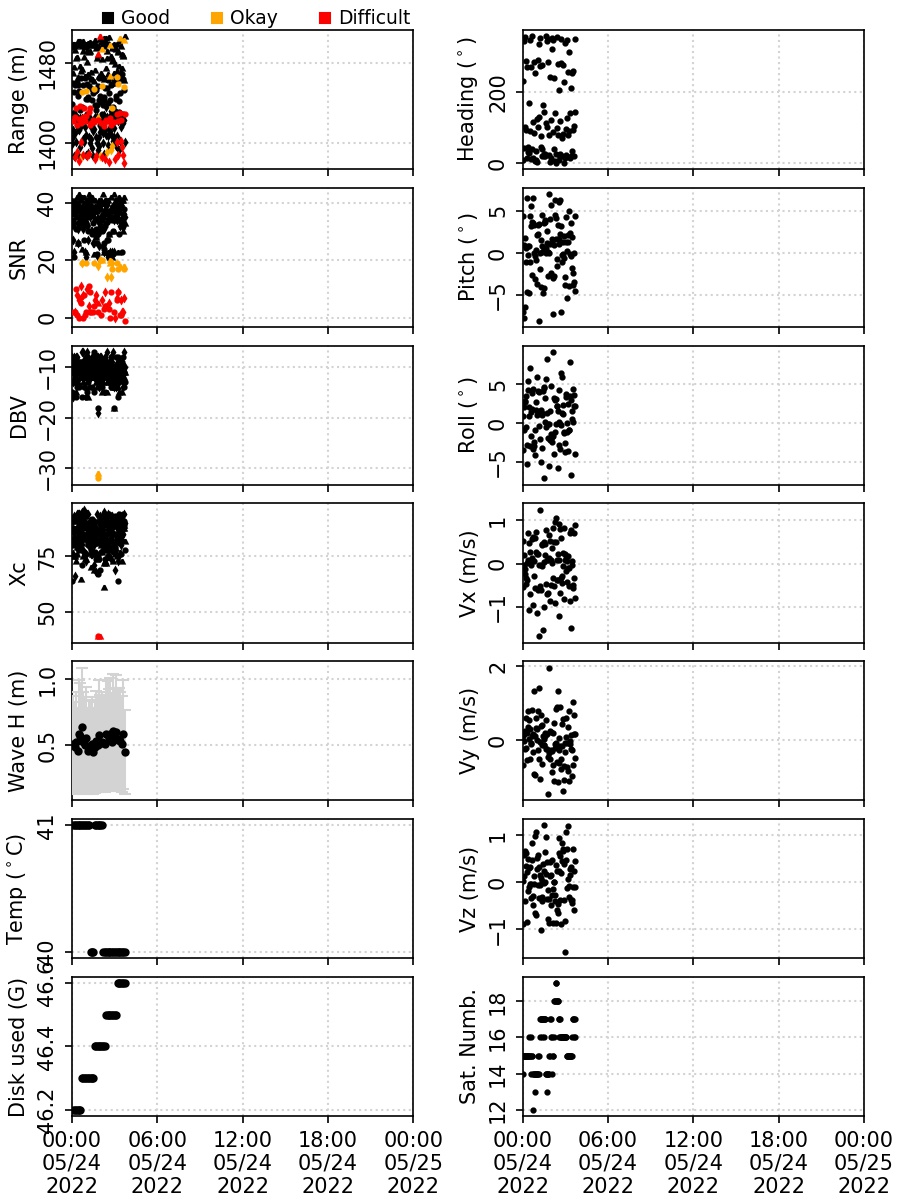 Good Okay Difficult
Range (m)
1480
1400
Heading (°)
200
0
SNR
40
20
0
Pitch (°)
5
0
−5
DBV
−10
−20
−30
Roll (°)
5
0
−5
Xc
75
50
Vx (m/s)
1
0
−1
Wave H (m)
1.0
0.5
Vy (m/s)
2
0
Temp (°C)
41
40
Vz (m/s)
1
0
−1
Disk used (G)
46.6
46.4
46.2
Sat. Numb.
18
16
14
12
00:00 06:00 12:00 18:00 00:00
05/24 05/24 05/24 05/24 05/25
2022 2022 2022 2022 2022
00:00 06:00 12:00 18:00 00:00
05/24 05/24 05/24 05/24 05/25
2022 2022 2022 2022 2022